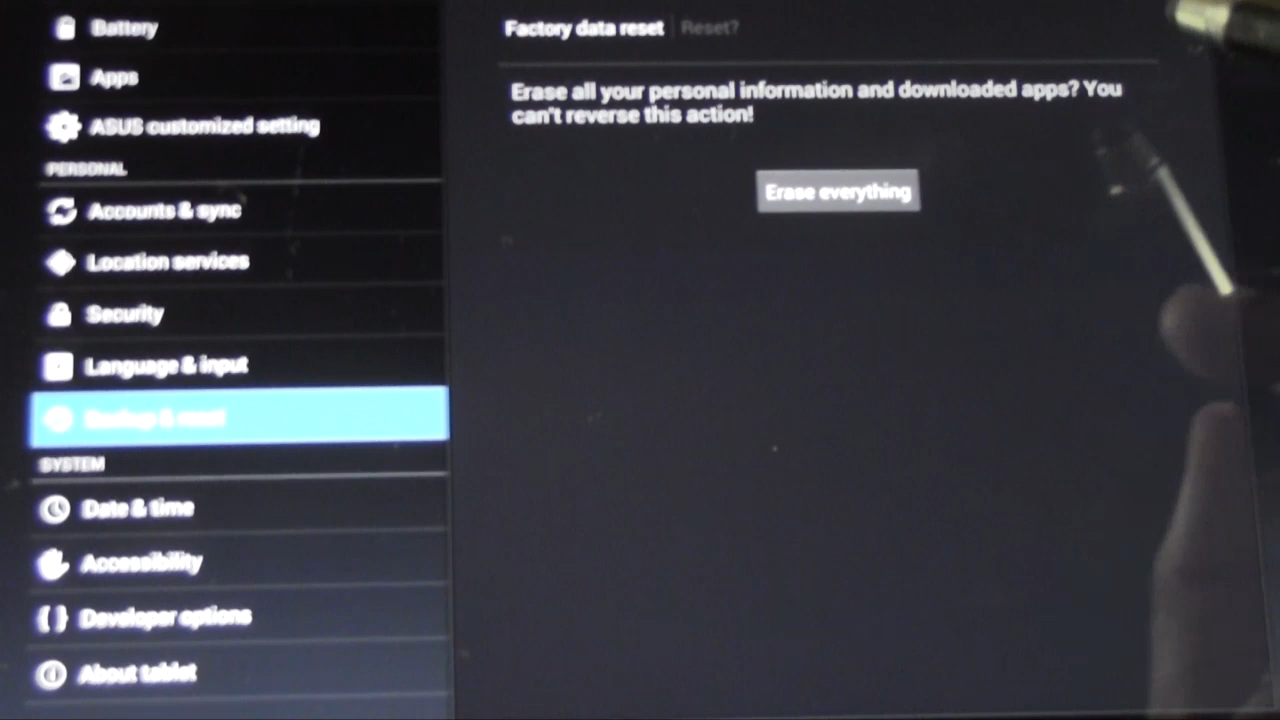 Battery
Apps
ASUS customized setting
PERSONAL
Accounts & sync
Location services
Security
Language & input
Backup & reset
SYSTEM
Date & time
Accessibility
Developer options
About tablet
Factory data reset
Reset?
Erase all your personal information and downloaded apps? You
can't reverse this action!
Erase everything